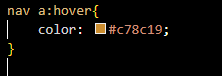 nav a:hover{
color: #c78c19;
}